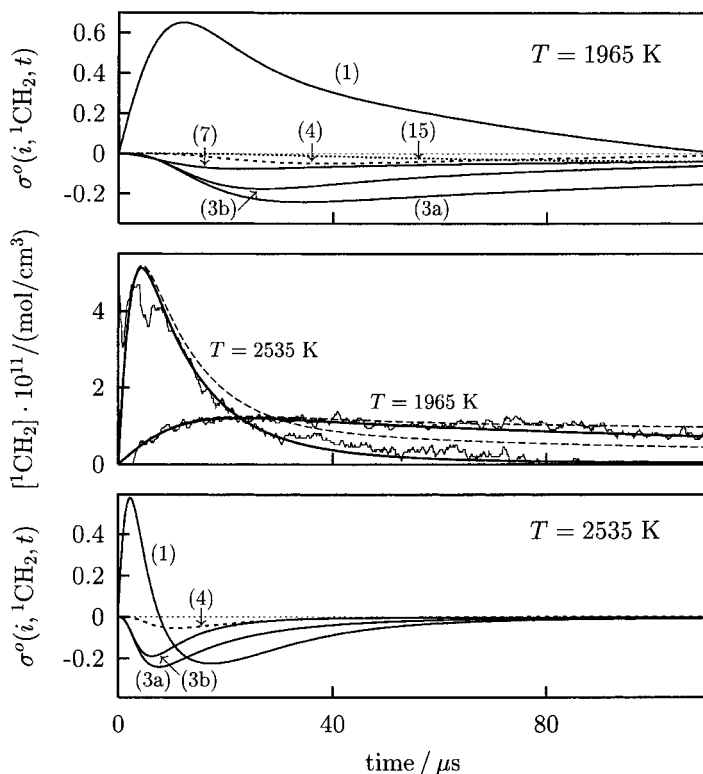 σᵒ(i, ¹CH₂, t)
0.6
0.4
0.2
0
-0.2
T = 1965 K
(1)
(7)
(4)
(15)
(3b)
(3a)
[¹CH₂] · 10¹¹/(mol/cm³)
4
2
0
T = 2535 K
T = 1965 K
σᵒ(i, ¹CH₂, t)
0.4
0.2
0
-0.2
T = 2535 K
(1)
(4)
(3a)
(3b)
0
40
80
time / μs